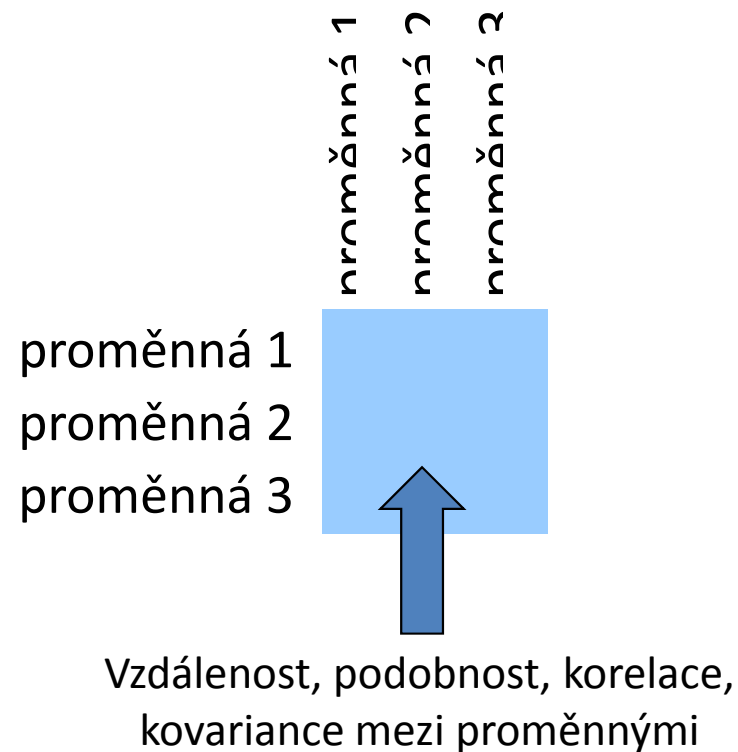 proměnná 1
proměnná 2
proměnná 3
proměnná 1
proměnná 2
proměnná 3
Vzdálenost, podobnost, korelace,
kovariance mezi proměnnými